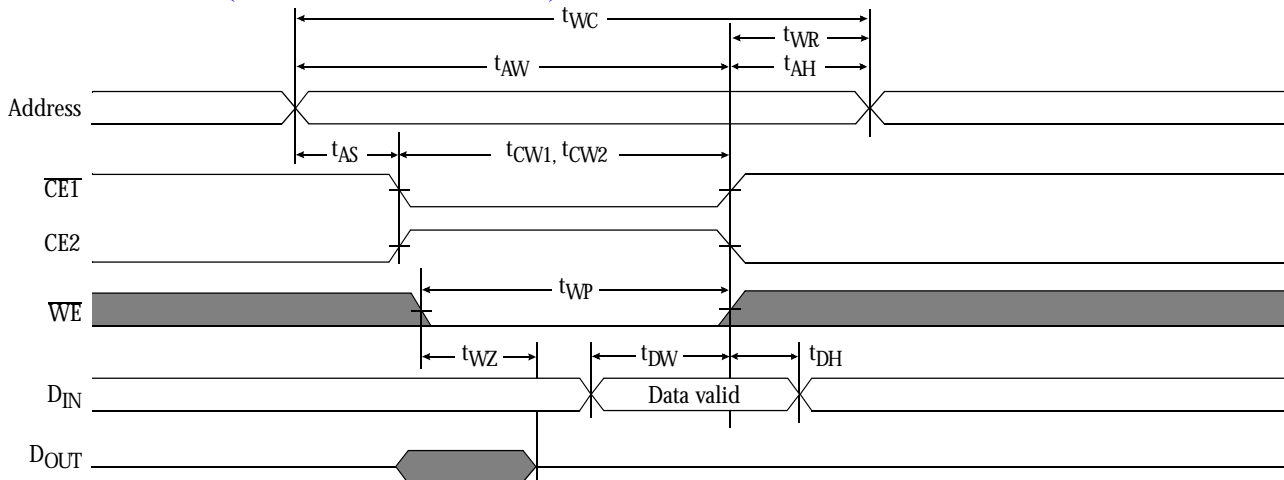 tWC
tWR
tAW
tAH
Address
tAS
tCW1, tCW2
CE1
CE2
tWP
WE
tWZ
tDW
tDH
DIN
Data valid
DOUT